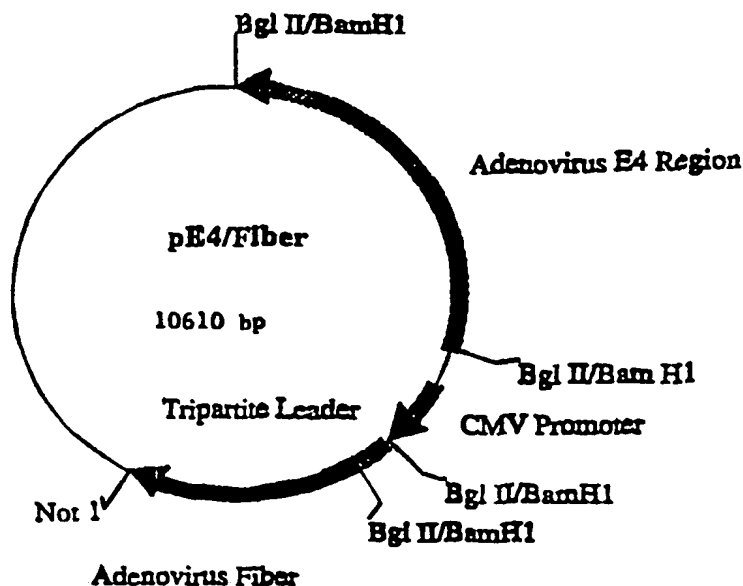 Bgl II/BamH1
Adenovirus E4 Region
pE4/Fiber
10610 bp
Bgl II/Bam H1
Tripartite Leader
CMV Promoter
Bgl II/BamH1
Not 1
Bgl II/BamH1
Adenovirus Fiber